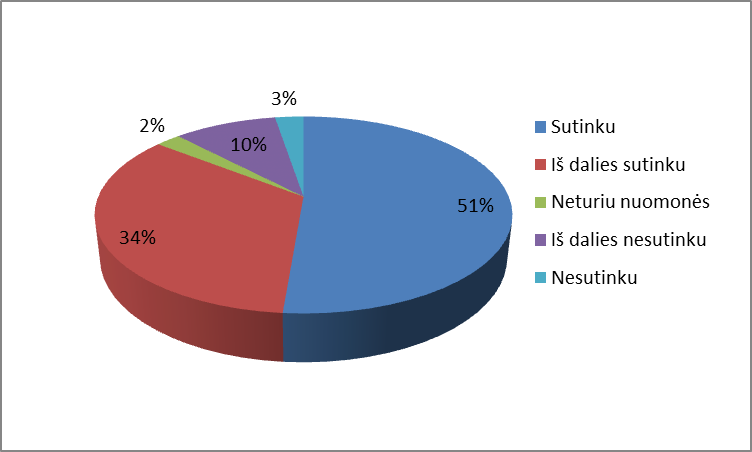 3%
2%
10%
51%
34%
Sutinku
Iš dalies sutinku
Neturiu nuomonės
Iš dalies nesutinku
Nesutinku